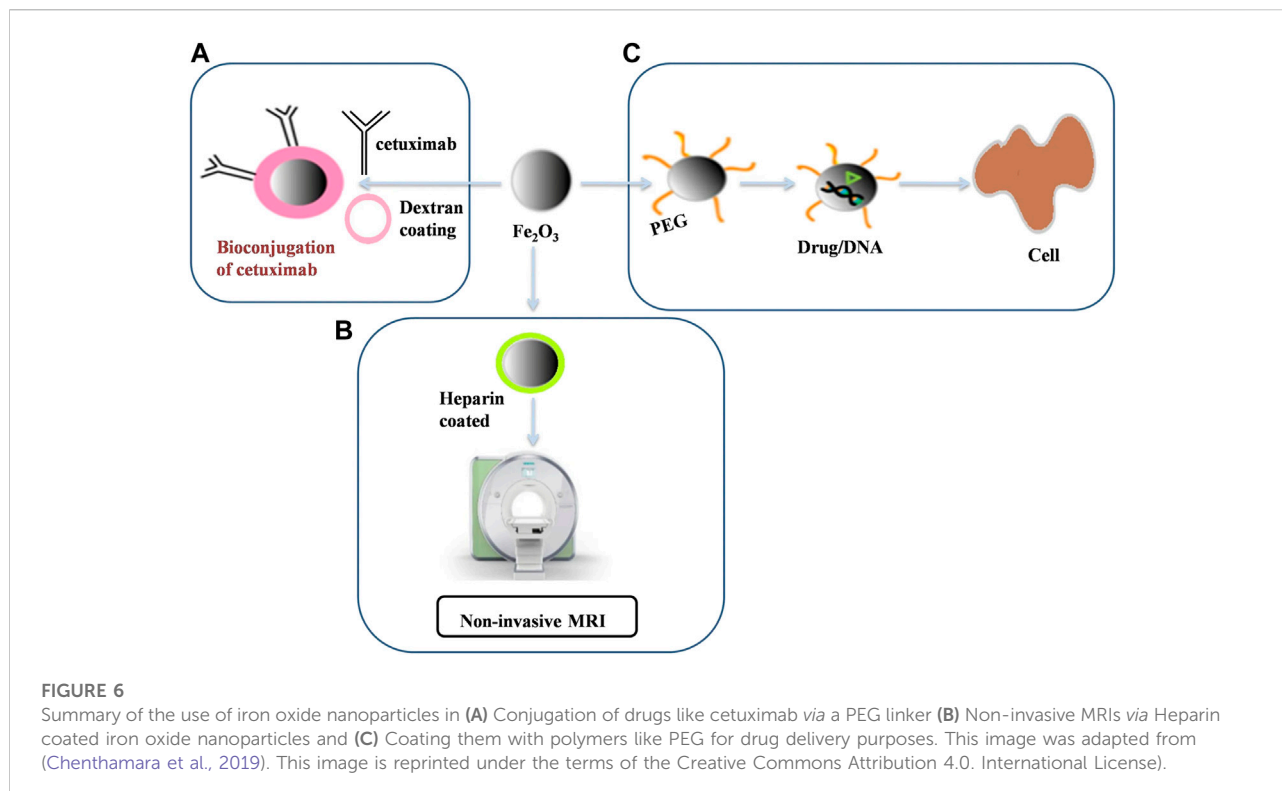 A
C
cetuximab
Dextran
coating
Bioconjugation
of cetuximab
Fe₂O₃
PEG
Drug/DNA
Cell
B
Heparin
coated
Non-invasive MRI
FIGURE 6
Summary of the use of iron oxide nanoparticles in (A) Conjugation of drugs like cetuximab via a PEG linker (B) Non-invasive MRIs via Heparin
coated iron oxide nanoparticles and (C) Coating them with polymers like PEG for drug delivery purposes. This image was adapted from
(Chenthamara et al., 2019). This image is reprinted under the terms of the Creative Commons Attribution 4.0. International License).